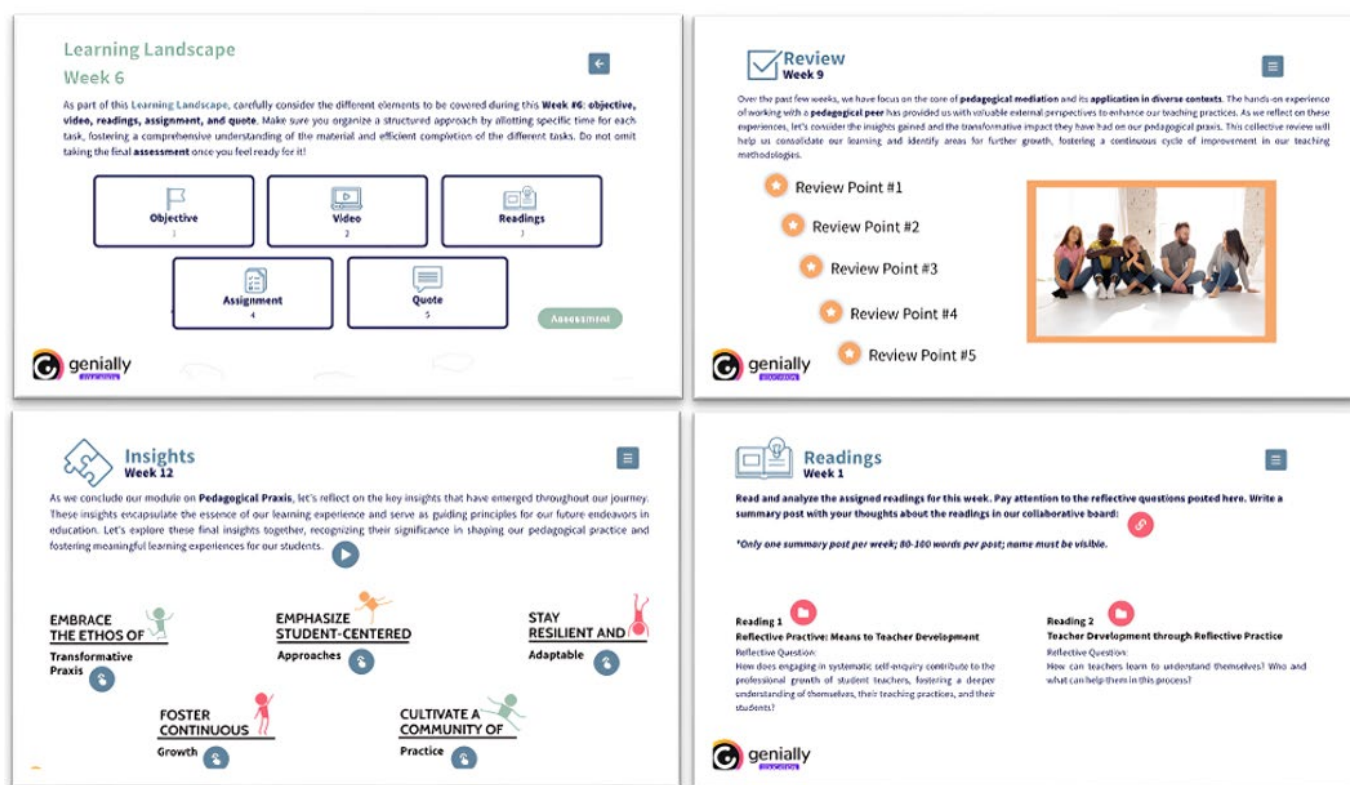 Learning Landscape
Week 6
As part of this Learning Landscape, carefully consider the different elements to be covered during this Week #6: objective,
video, readings, assignment, and quote. Make sure you organize a structured approach by allotting specific time for each
task, fostering a comprehensive understanding of the material and efficient completion of the different tasks. Do not omit
taking the final assessment once you feel ready for it!
Objective
1
Video
2
Readings
3
Assignment
4
Quote
5
Assessment
genially
EDUCATION
Review
Week 9
Over the past few weeks, we have focus on the core of pedagogical mediation and its application in diverse contexts. The hands-on experience
of working with a pedagogical peer has provided us with valuable external perspectives to enhance our teaching practices. As we reflect on these
experiences, let's consider the insights gained and the transformative impact they have had on our pedagogical praxis. This collective review will
help us consolidate our learning and identify areas for further growth, fostering a continuous cycle of improvement in our teaching
methodologies.
Review Point #1
Review Point #2
Review Point #3
Review Point #4
Review Point #5
genially
EDUCATION
Insights
Week 12
As we conclude our module on Pedagogical Praxis, let's reflect on the key insights that have emerged throughout our journey.
These insights encapsulate the essence of our learning experience and serve as guiding principles for our future endeavors in
education. Let's explore these final insights together, recognizing their significance in shaping our pedagogical practice and
fostering meaningful learning experiences for our students.
EMBRACE
THE ETHOS OF
Transformative
Praxis
EMPHASIZE
STUDENT-CENTERED
Approaches
STAY
RESILIENT AND
Adaptable
FOSTER
CONTINUOUS
Growth
CULTIVATE A
COMMUNITY OF
Practice
Readings
Week 1
Read and analyze the assigned readings for this week. Pay attention to the reflective questions posted here. Write a
summary post with your thoughts about the readings in our collaborative board:
*Only one summary post per week; 80-100 words per post; name must be visible.
Reading 1
Reflective Practive: Means to Teacher Development
Reflective Question:
How does engaging in systematic self-enquiry contribute to the
professional growth of student teachers, fostering a deeper
understanding of themselves, their teaching practices, and their
students?
Reading 2
Teacher Development through Reflective Practice
Reflective Question:
How can teachers learn to understand themselves? Who and
what can help them in this process?
genially
EDUCATION